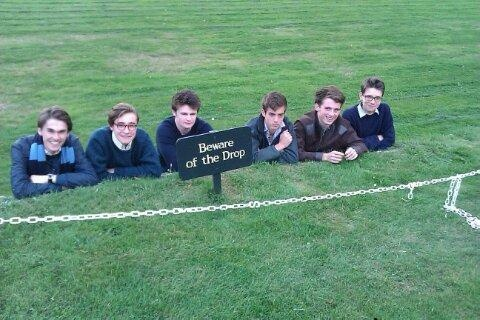 Beware
of the Drop